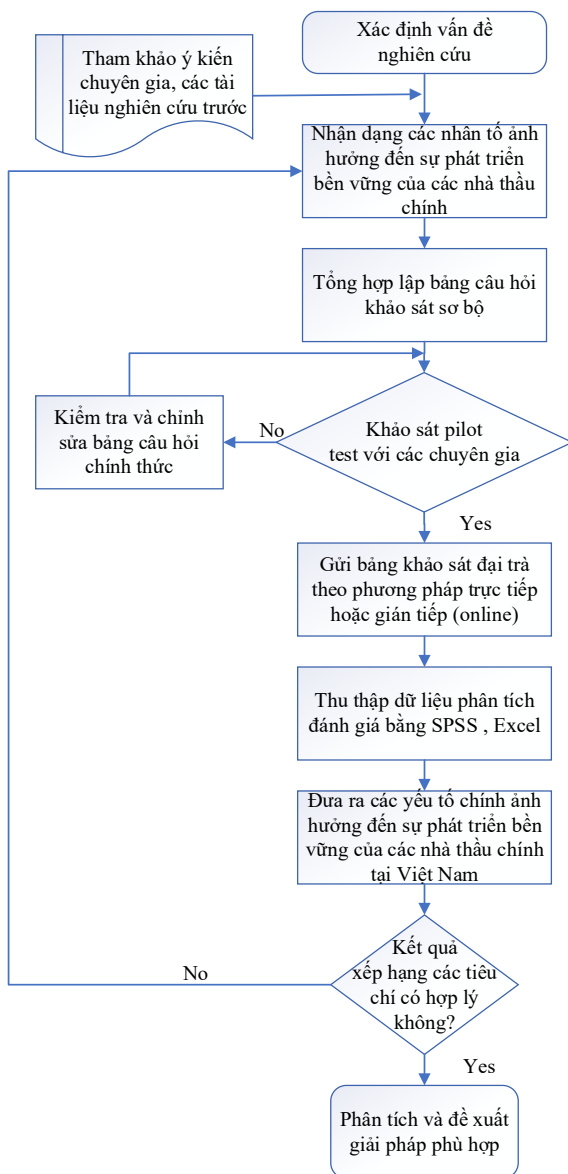 Xác định vấn đề
nghiên cứu
Tham khảo ý kiến
chuyên gia, các tài
liệu nghiên cứu trước
Nhận dạng các nhân tố ảnh
hưởng đến sự phát triển
bền vững của các nhà thầu
chính
Tổng hợp lập bảng câu hỏi
khảo sát sơ bộ
Kiểm tra và chỉnh
sửa bảng câu hỏi
chính thức
No
Khảo sát pilot
test với các chuyên gia
Yes
Gửi bảng khảo sát đại trà
theo phương pháp trực tiếp
hoặc gián tiếp (online)
Thu thập dữ liệu phân tích
đánh giá bằng SPSS , Excel
Đưa ra các yếu tố chính ảnh
hưởng đến sự phát triển bền
vững của các nhà thầu chính
tại Việt Nam
Kết quả
xếp hạng các tiêu
chí có hợp lý
không?
No
Yes
Phân tích và đề xuất
giải pháp phù hợp